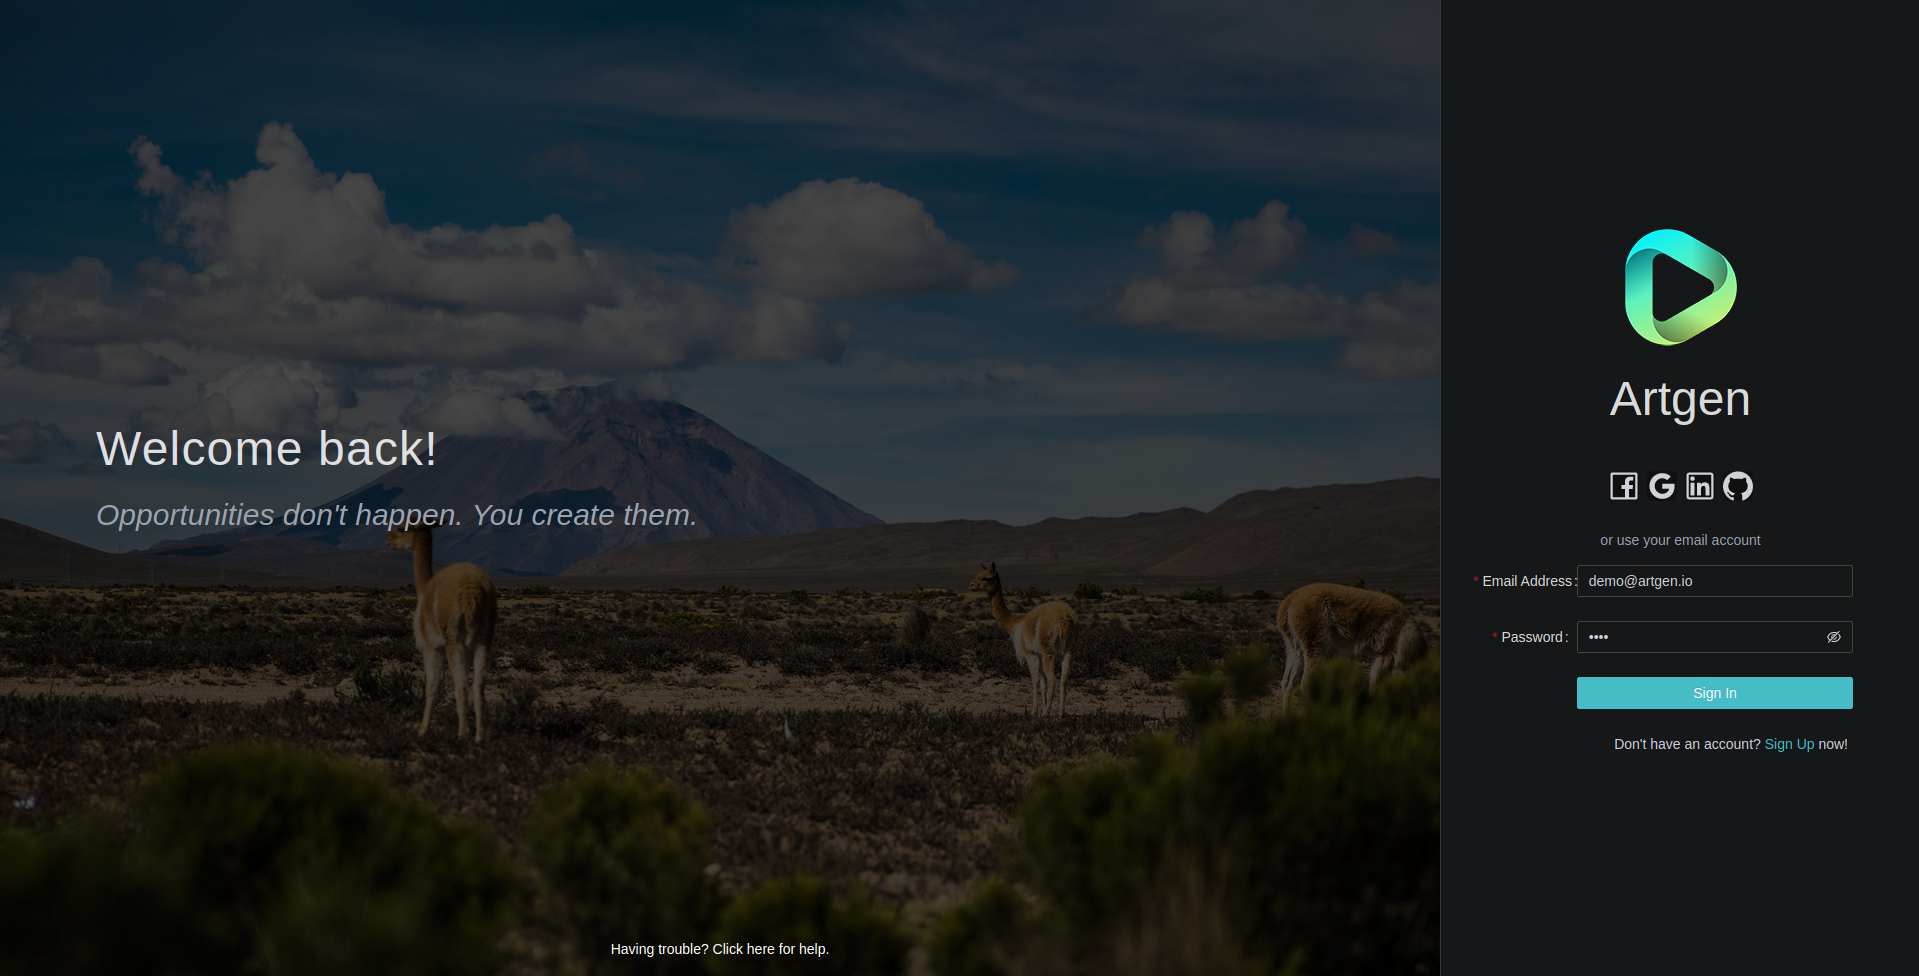 Welcome back!
Opportunities don't happen. You create them.
Having trouble? Click here for help.
Artgen
or use your email account
* Email Address: demo@artgen.io
* Password: ••••
Sign In
Don't have an account? Sign Up now!